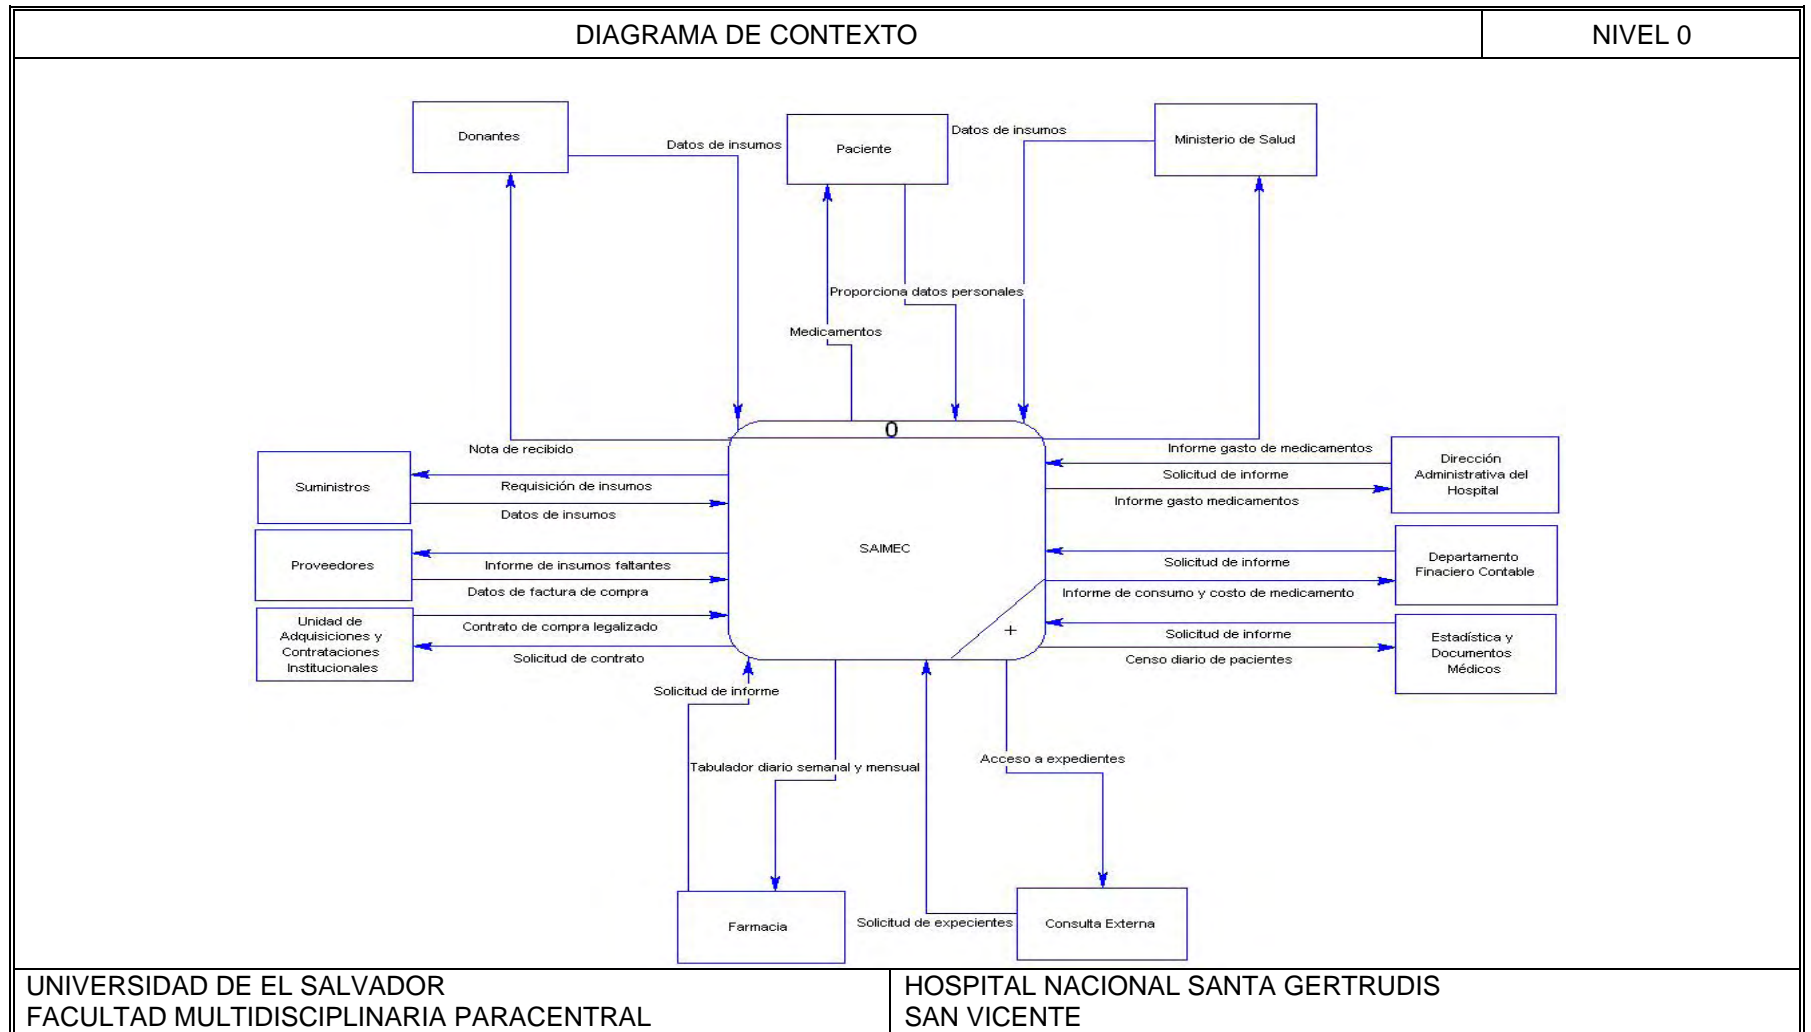 DIAGRAMA DE CONTEXTO
NIVEL 0
Donantes
Datos de insumos
Paciente
Datos de insumos
Ministerio de Salud
Proporciona datos personales
Medicamentos
0
Nota de recibido
Informe gasto de medicamentos
Suministros
Requisición de insumos
Datos de insumos
Dirección
Administrativa del
Hospital
Solicitud de informe
Informe gasto medicamentos
SAIMEC
Proveedores
Informe de insumos faltantes
Datos de factura de compra
Departamento
Finaciero Contable
Solicitud de informe
Informe de consumo y costo de medicamento
Unidad de
Adquisiciones y
Contrataciones
Institucionales
Contrato de compra legalizado
Solicitud de contrato
+
Solicitud de informe
Censo diario de pacientes
Estadística y
Documentos
Médicos
Solicitud de informe
Tabulador diario semanal y mensual
Acceso a expedientes
Farmacia
Solicitud de expecientes
Consulta Externa
UNIVERSIDAD DE EL SALVADOR
FACULTAD MULTIDISCIPLINARIA PARACENTRAL
HOSPITAL NACIONAL SANTA GERTRUDIS
SAN VICENTE